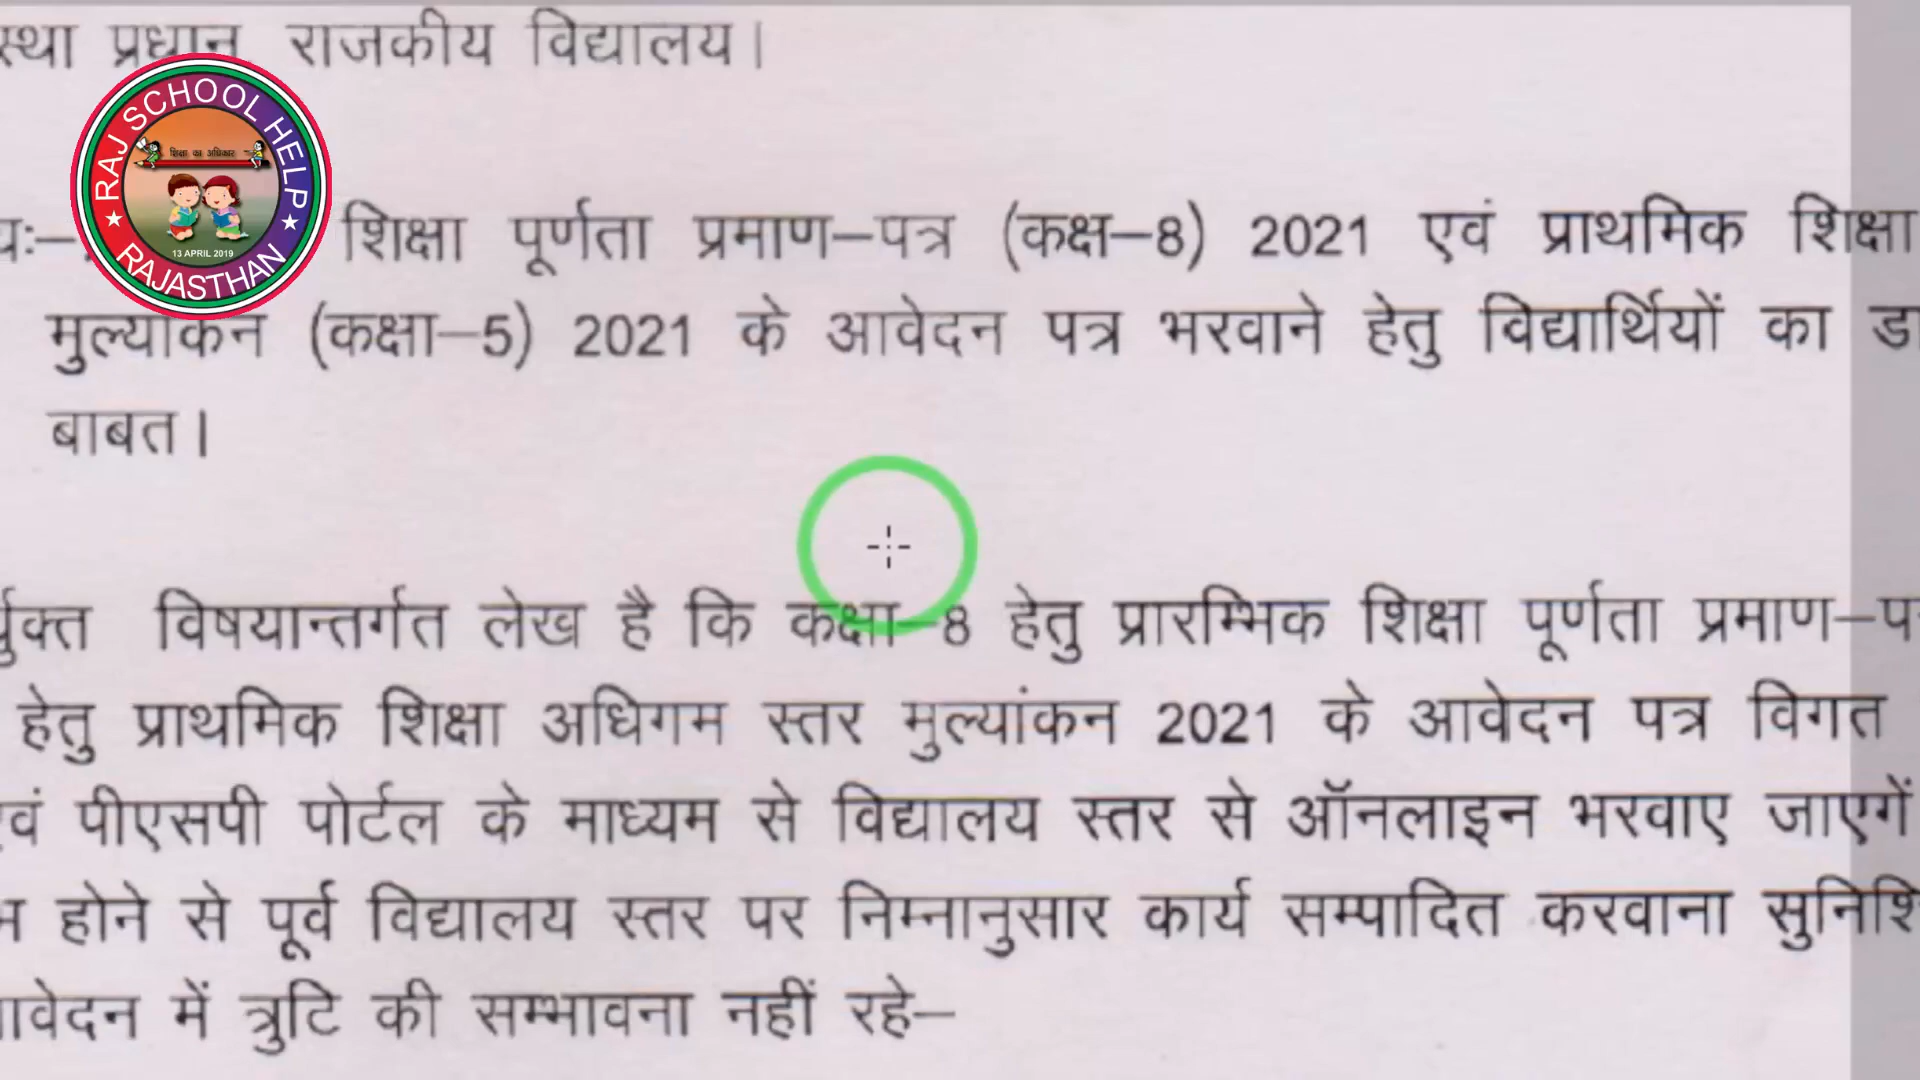 स्था प्रधान राजकीय विद्यालय।
RAJ SCHOOL HELP
शिक्षा का अधिकार
13 APRIL 2019
RAJASTHAN
शिक्षा पूर्णता प्रमाण–पत्र (कक्ष–8) 2021 एवं प्राथमिक शिक्षा
मुल्यांकन (कक्षा–5) 2021 के आवेदन पत्र भरवाने हेतु विद्यार्थियों का
बाबत।
विषयान्तर्गत लेख है कि कक्षा–8 हेतु प्रारम्भिक शिक्षा पूर्णता प्रमाण–
हेतु प्राथमिक शिक्षा अधिगम स्तर मुल्यांकन 2021 के आवेदन पत्र विगत
पीएसपी पोर्टल के माध्यम से विद्यालय स्तर से ऑनलाइन भरवाए जाएगें
होने से पूर्व विद्यालय स्तर पर निम्नानुसार कार्य सम्पादित करवाना
में त्रुटि की सम्भावना नहीं रहे–